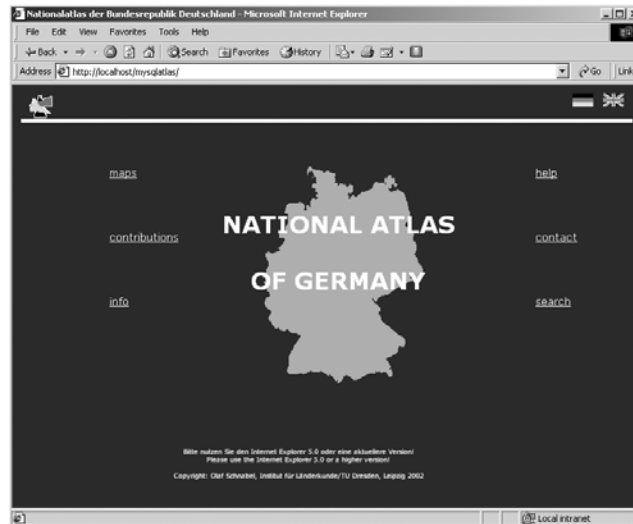 Nationalatlas der Bundesrepublik Deutschland - Microsoft Internet Explorer
File Edit View Favorites Tools Help
Back Search Favorites History
Address http://localhost/mysqlatlas/ Go Link
maps
help
NATIONAL ATLAS
contributions
contact
OF GERMANY
info
search
Bitte nutzen Sie den Internet Explorer 5.0 oder eine aktuellere Version!
Please use the Internet Explorer 5.0 or a higher version!
Copyright: Olaf Schnabel, Institut für Länderkunde/TU Dresden, Leipzig 2002
Local intranet